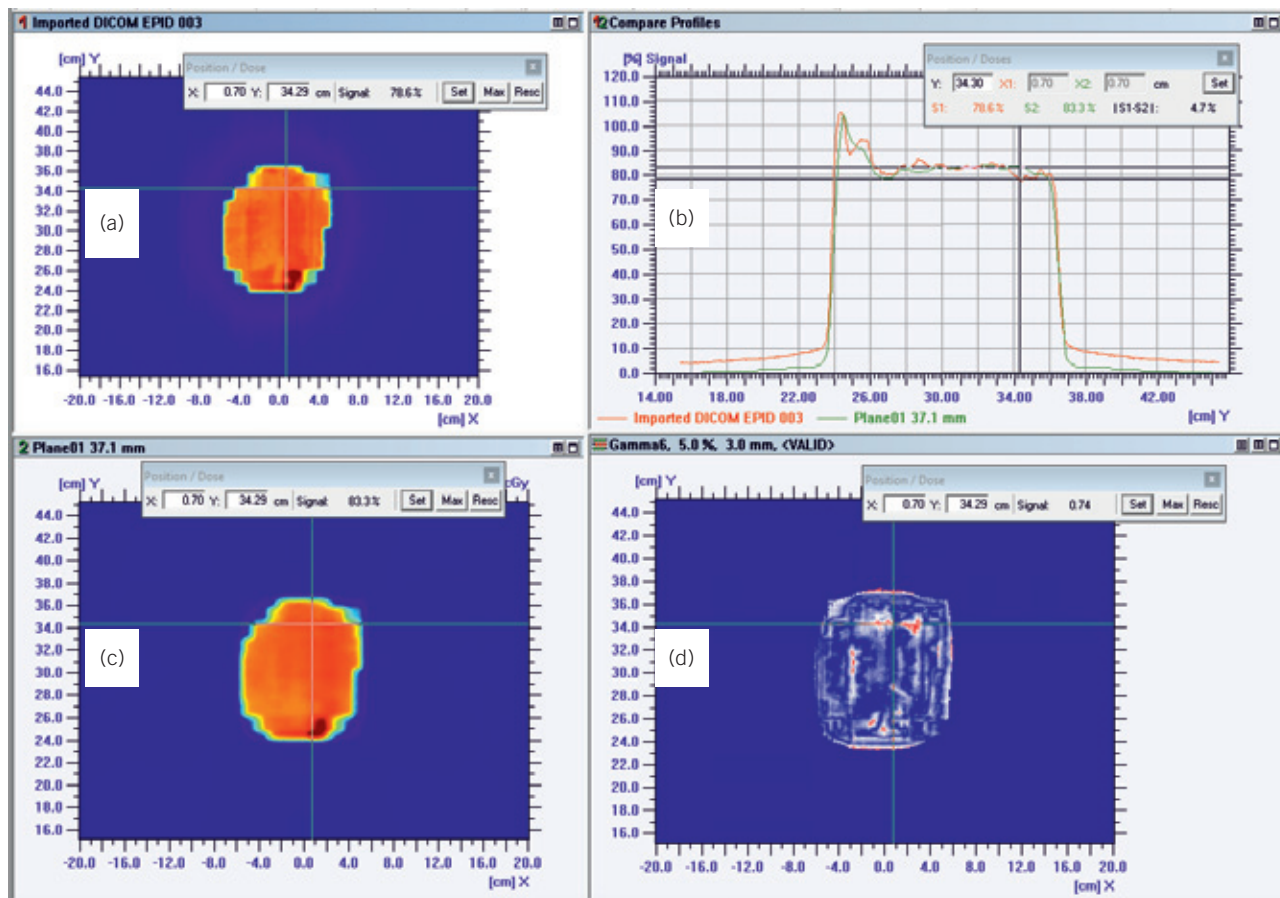 1 Imported DICOM EPID 003
[cm] Y
Position / Dose
X: 0.70 Y: 34.29 cm Signal: 78.6 % Set Max Resc
44.0
42.0
40.0
38.0
36.0
34.0
32.0
30.0
28.0
26.0
24.0
22.0
20.0
18.0
16.0
(a)
-20.0 -16.0 -12.0 -8.0 -4.0 0.0 4.0 8.0 12.0 16.0 20.0
[cm] X
12 Compare Profiles
[%] Signal
Position / Doses
Y: 34.30 X1: 0.70 X2: 0.70 cm Set
S1: 78.6 % S2: 83.3 % |S1-S2|: 4.7 %
120.0
110.0
100.0
90.0
80.0
70.0
60.0
50.0
40.0
30.0
20.0
10.0
0.0
(b)
14.00 18.00 22.00 26.00 30.00 34.00 38.00 42.00
[cm] Y
Imported DICOM EPID 003 Plane01 37.1 mm
2 Plane01 37.1 mm
[cm] Y
cGy
Position / Dose
X: 0.70 Y: 34.29 cm Signal: 83.3 % Set Max Resc
44.0
42.0
40.0
38.0
36.0
34.0
32.0
30.0
28.0
26.0
24.0
22.0
20.0
18.0
16.0
(c)
-20.0 -16.0 -12.0 -8.0 -4.0 0.0 4.0 8.0 12.0 16.0 20.0
[cm] X
Gamma6, 5.0 %, 3.0 mm, <VALID>
[cm] Y
Position / Dose
X: 0.70 Y: 34.29 cm Signal: 0.74 Set Max Resc
44.0
42.0
40.0
38.0
36.0
34.0
32.0
30.0
28.0
26.0
24.0
22.0
20.0
18.0
16.0
(d)
-20.0 -16.0 -12.0 -8.0 -4.0 0.0 4.0 8.0 12.0 16.0 20.0
[cm] X